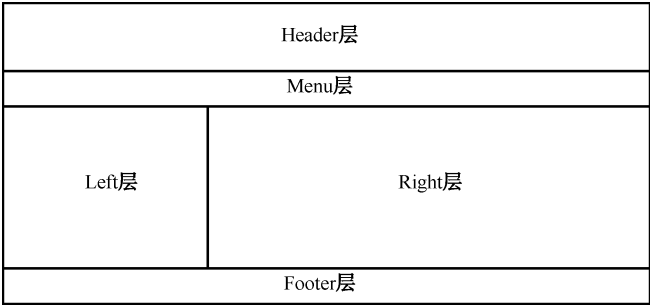 Header层
Menu层
Left层
Right层
Footer层